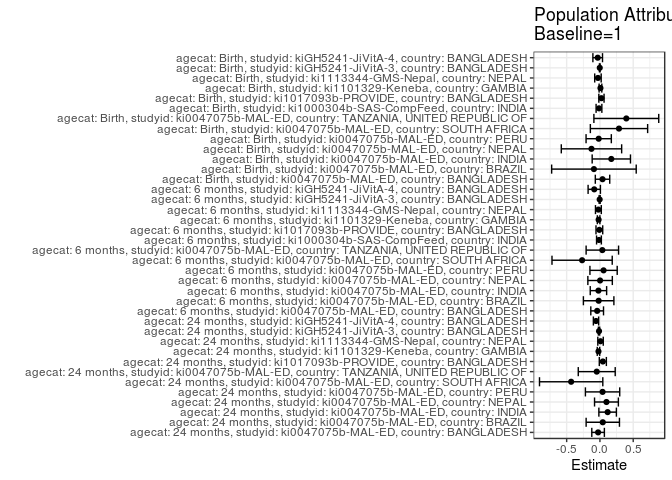 Population Attribu
Baseline=1
agecat: Birth, studyid: kiGH5241-JiVitA-4, country: BANGLADESH
agecat: Birth, studyid: kiGH5241-JiVitA-3, country: BANGLADESH
agecat: Birth, studyid: ki1113344-GMS-Nepal, country: NEPAL
agecat: Birth, studyid: ki1101329-Keneba, country: GAMBIA
agecat: Birth, studyid: ki1017093b-PROVIDE, country: BANGLADESH
agecat: Birth, studyid: ki1000304b-SAS-CompFeed, country: INDIA
agecat: Birth, studyid: ki0047075b-MAL-ED, country: TANZANIA, UNITED REPUBLIC OF
agecat: Birth, studyid: ki0047075b-MAL-ED, country: SOUTH AFRICA
agecat: Birth, studyid: ki0047075b-MAL-ED, country: PERU
agecat: Birth, studyid: ki0047075b-MAL-ED, country: NEPAL
agecat: Birth, studyid: ki0047075b-MAL-ED, country: INDIA
agecat: Birth, studyid: ki0047075b-MAL-ED, country: BRAZIL
agecat: Birth, studyid: ki0047075b-MAL-ED, country: BANGLADESH
agecat: 6 months, studyid: kiGH5241-JiVitA-4, country: BANGLADESH
agecat: 6 months, studyid: kiGH5241-JiVitA-3, country: BANGLADESH
agecat: 6 months, studyid: ki1113344-GMS-Nepal, country: NEPAL
agecat: 6 months, studyid: ki1101329-Keneba, country: GAMBIA
agecat: 6 months, studyid: ki1017093b-PROVIDE, country: BANGLADESH
agecat: 6 months, studyid: ki1000304b-SAS-CompFeed, country: INDIA
agecat: 6 months, studyid: ki0047075b-MAL-ED, country: TANZANIA, UNITED REPUBLIC OF
agecat: 6 months, studyid: ki0047075b-MAL-ED, country: SOUTH AFRICA
agecat: 6 months, studyid: ki0047075b-MAL-ED, country: PERU
agecat: 6 months, studyid: ki0047075b-MAL-ED, country: NEPAL
agecat: 6 months, studyid: ki0047075b-MAL-ED, country: INDIA
agecat: 6 months, studyid: ki0047075b-MAL-ED, country: BRAZIL
agecat: 6 months, studyid: ki0047075b-MAL-ED, country: BANGLADESH
agecat: 24 months, studyid: kiGH5241-JiVitA-4, country: BANGLADESH
agecat: 24 months, studyid: kiGH5241-JiVitA-3, country: BANGLADESH
agecat: 24 months, studyid: ki1113344-GMS-Nepal, country: NEPAL
agecat: 24 months, studyid: ki1101329-Keneba, country: GAMBIA
agecat: 24 months, studyid: ki1017093b-PROVIDE, country: BANGLADESH
agecat: 24 months, studyid: ki0047075b-MAL-ED, country: TANZANIA, UNITED REPUBLIC OF
agecat: 24 months, studyid: ki0047075b-MAL-ED, country: SOUTH AFRICA
agecat: 24 months, studyid: ki0047075b-MAL-ED, country: PERU
agecat: 24 months, studyid: ki0047075b-MAL-ED, country: NEPAL
agecat: 24 months, studyid: ki0047075b-MAL-ED, country: INDIA
agecat: 24 months, studyid: ki0047075b-MAL-ED, country: BRAZIL
agecat: 24 months, studyid: ki0047075b-MAL-ED, country: BANGLADESH
-0.5 0.0 0.5
Estimate